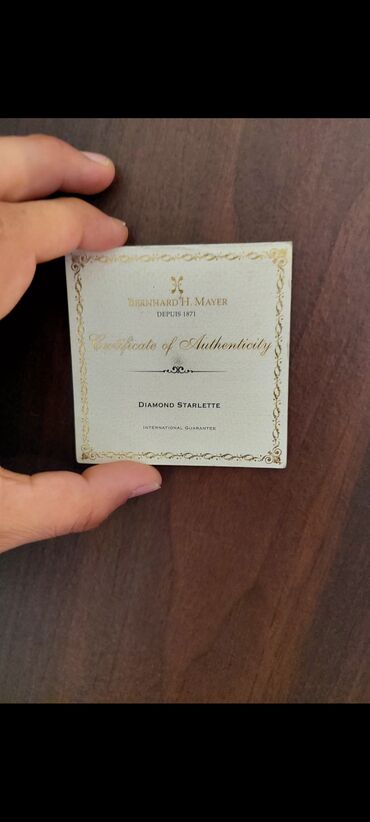 BERNHARD H. MAYER
DEPUIS 1871
Certificate of Authenticity
DIAMOND STARLETTE
INTERNATIONAL GUARANTEE